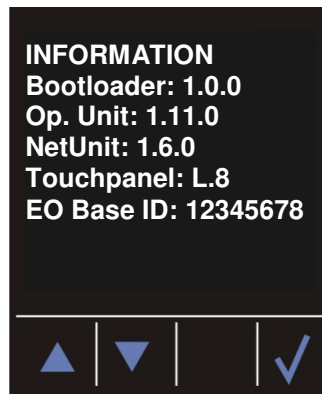 INFORMATION
Bootloader: 1.0.0
Op. Unit: 1.11.0
NetUnit: 1.6.0
Touchpanel: L.8
EO Base ID: 12345678